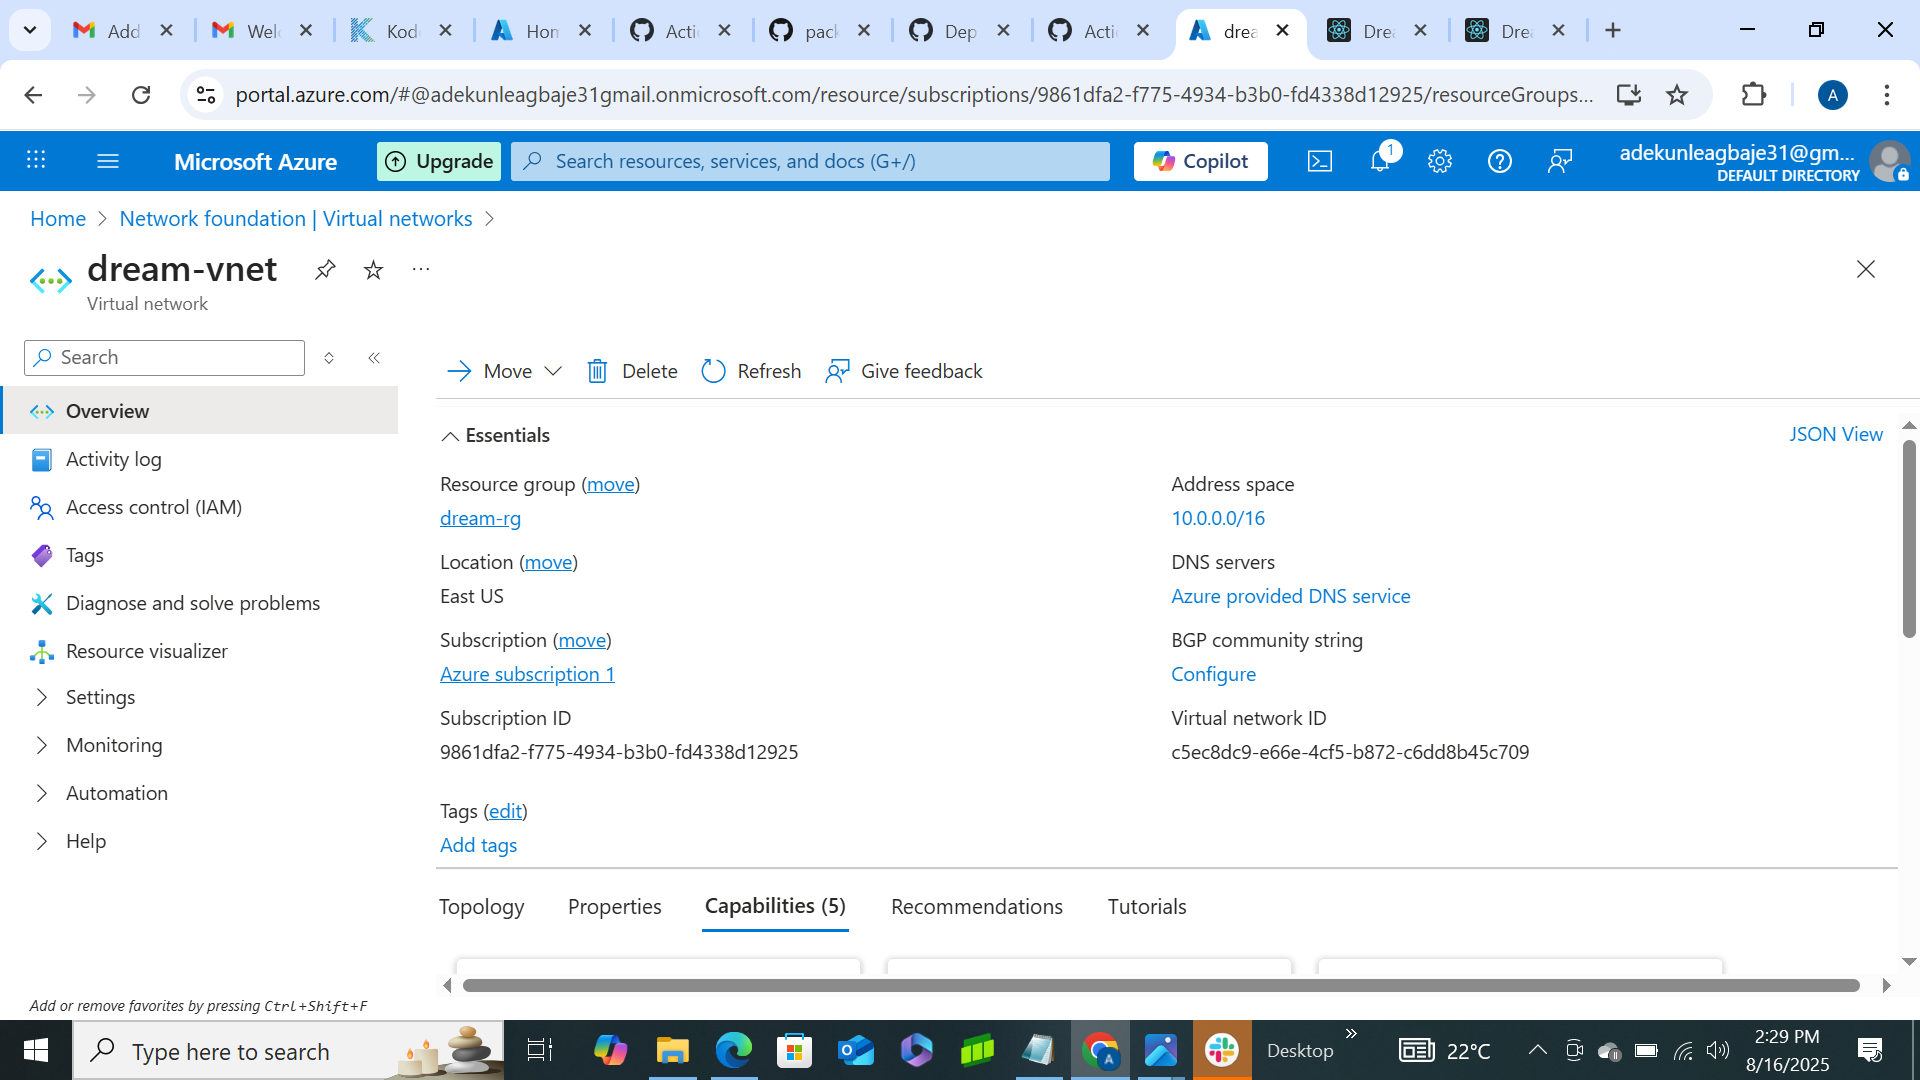 Add
Wel
Kod
Hon
Acti
pack
Dep
Acti
drea
Drea
Drea
portal.azure.com/#@adekunleagbaje31gmail.onmicrosoft.com/resource/subscriptions/9861dfa2-f775-4934-b3b0-fd4338d12925/resourceGroups...
A
Microsoft Azure
Upgrade
Search resources, services, and docs (G+/)
Copilot
1
adekunleagbaje31@gm...
DEFAULT DIRECTORY
Home > Network foundation | Virtual networks >
dream-vnet
...
Virtual network
Search
Move
Delete
Refresh
Give feedback
Overview
Activity log
Access control (IAM)
Tags
Diagnose and solve problems
Resource visualizer
Settings
Monitoring
Automation
Help
Add or remove favorites by pressing Ctrl+Shift+F
Essentials
JSON View
Resource group (move)
dream-rg
Location (move)
East US
Subscription (move)
Azure subscription 1
Subscription ID
9861dfa2-f775-4934-b3b0-fd4338d12925
Address space
10.0.0.0/16
DNS servers
Azure provided DNS service
BGP community string
Configure
Virtual network ID
c5ec8dc9-e66e-4cf5-b872-c6dd8b45c709
Tags (edit)
Add tags
Topology
Properties
Capabilities (5)
Recommendations
Tutorials
Type here to search
A
Desktop
22°C
2:29 PM
8/16/2025